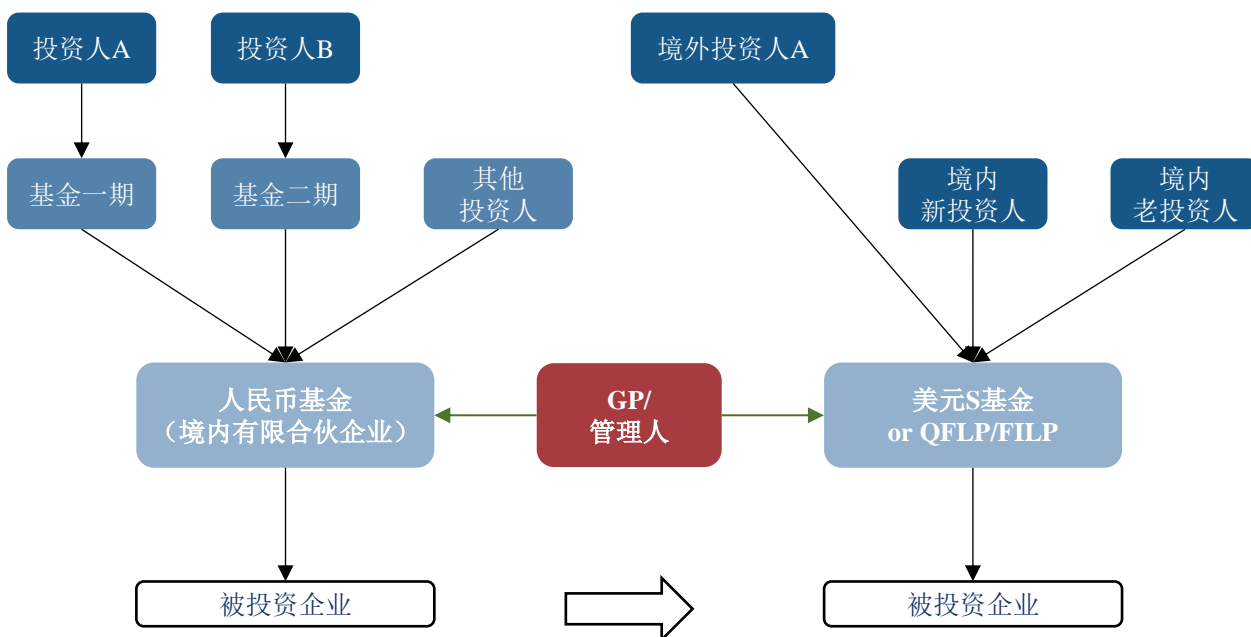 投资人A
投资人B
境外投资人A
基金一期
基金二期
其他
投资人
境内
新投资人
境内
老投资人
人民币基金
（境内有限合伙企业）
GP/
管理人
美元S基金
or QFLP/FILP
被投资企业
被投资企业